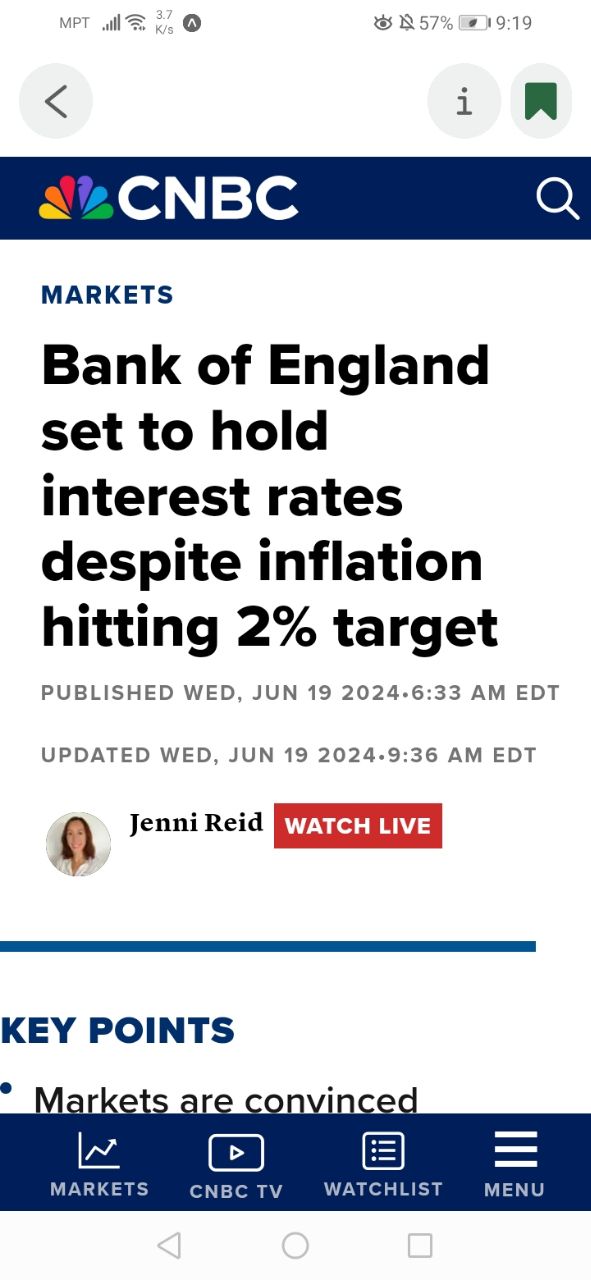 MPT 3.7 K/s 57% 9:19
i
CNBC
MARKETS
Bank of England
set to hold
interest rates
despite inflation
hitting 2% target
PUBLISHED WED, JUN 19 2024•6:33 AM EDT
UPDATED WED, JUN 19 2024•9:36 AM EDT
Jenni Reid WATCH LIVE
KEY POINTS
• Markets are convinced
MARKETS CNBC TV WATCHLIST MENU